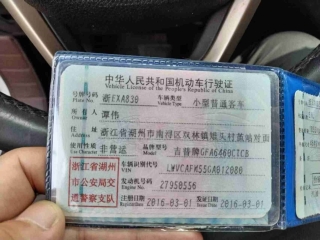 中华人民共和国机动车行驶证
Vehicle License of the People's Republic of China
号牌号码 浙EXA830 车辆类型 小型普通客车
Plate No. Vehicle Type
所有人 谭伟
Owner
住址 浙江省湖州市南浔区双林镇
Address
使用性质 非营运 品牌型号 吉普牌GFA6460C1CB
Use Character Model
浙江省湖州市公安局交通警察支队
车辆识别代号
VIN
发动机号码 27950556
Engine No.
注册日期 2016-03-01 发证日期 2016-03-01
Register Date Issue Date